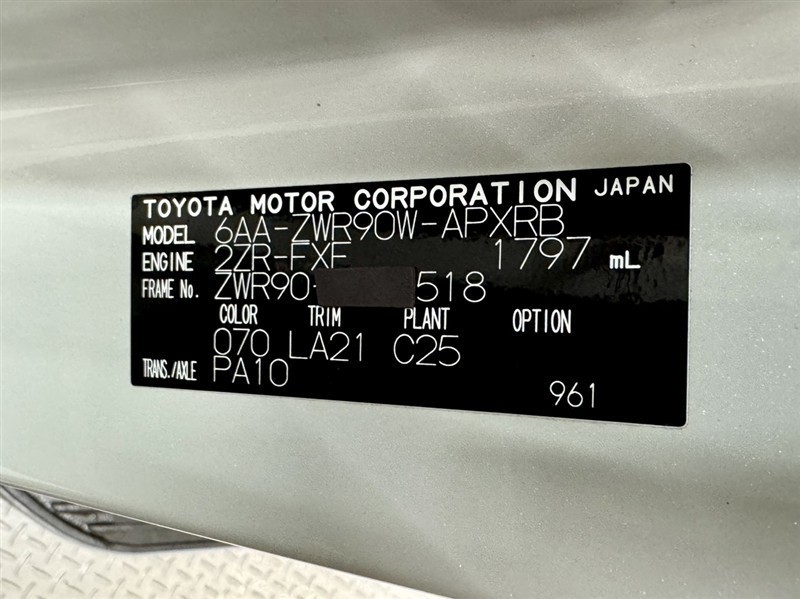 TOYOTA MOTOR CORPORATION JAPAN
MODEL 6AA-ZWR90W-APXRB
ENGINE 2ZR-FXE 1797 mL
FRAME No. ZWR90- 518
COLOR TRIM PLANT OPTION
070 LA21 C25
TRANS./AXLE PA10
961